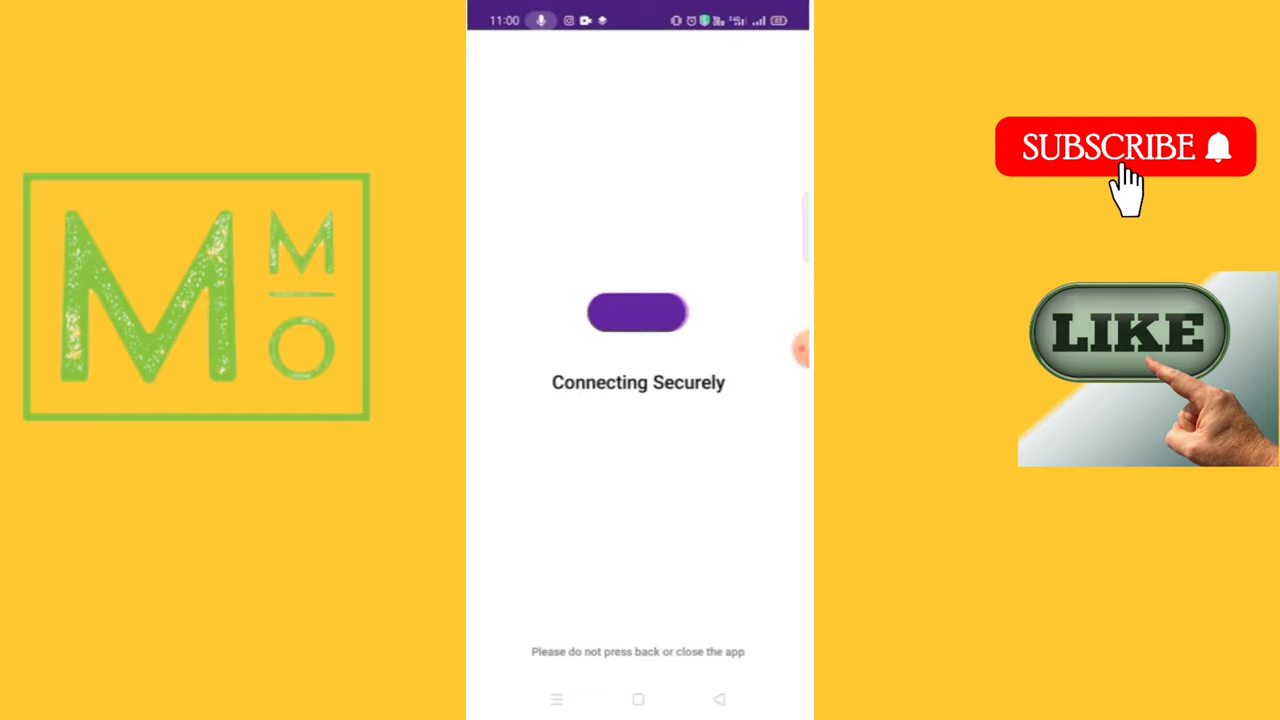 11:00
M
M
O
Connecting Securely
Please do not press back or close the app
SUBSCRIBE
LIKE